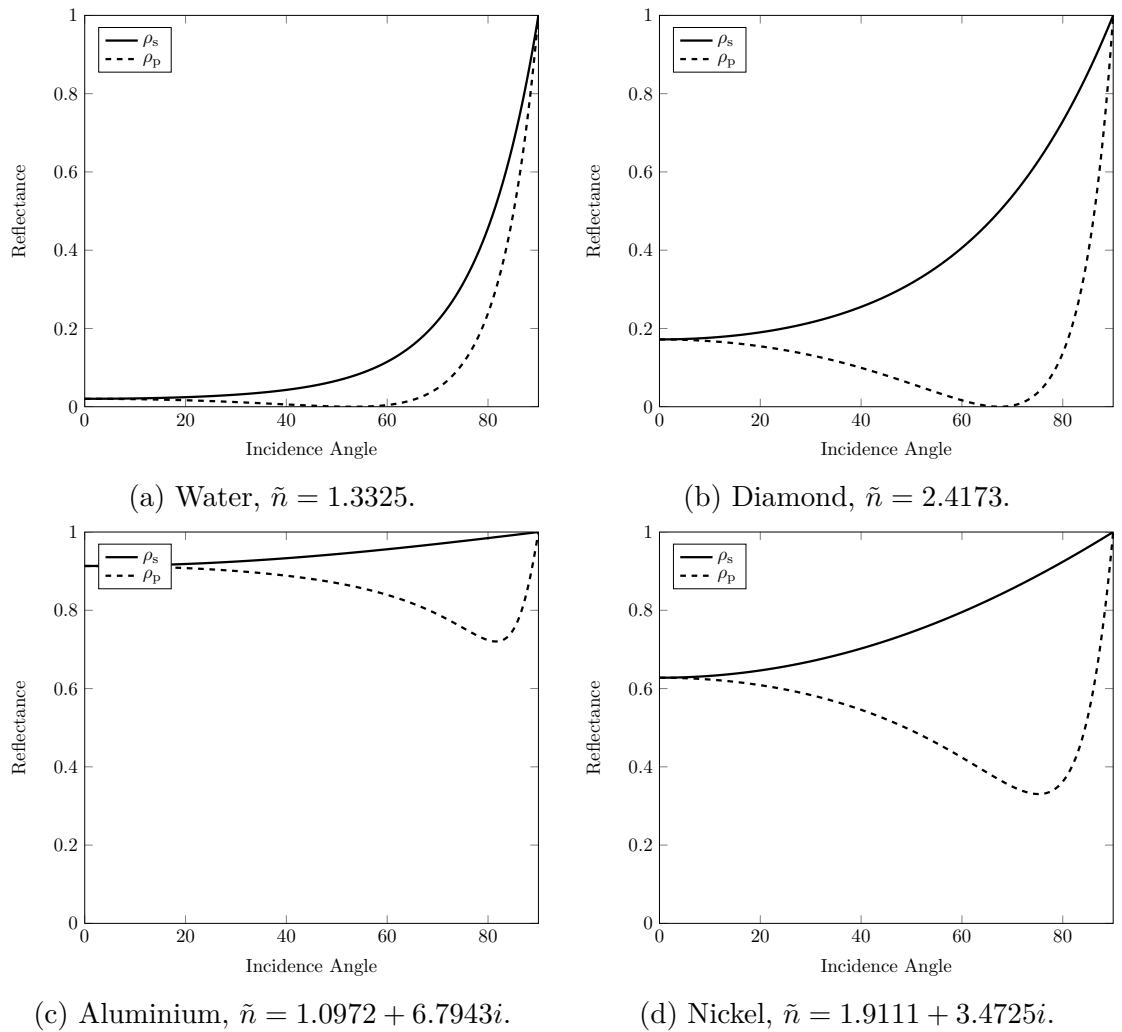 1
ρs
ρp
0.8
0.6
Reflectance
0.4
0.2
0
0 20 40 60 80
Incidence Angle
(a) Water, ñ = 1.3325.
1
ρs
ρp
0.8
0.6
Reflectance
0.4
0.2
0
0 20 40 60 80
Incidence Angle
(b) Diamond, ñ = 2.4173.
1
ρs
ρp
0.8
0.6
Reflectance
0.4
0.2
0
0 20 40 60 80
Incidence Angle
(c) Aluminium, ñ = 1.0972 + 6.7943i.
1
ρs
ρp
0.8
0.6
Reflectance
0.4
0.2
0
0 20 40 60 80
Incidence Angle
(d) Nickel, ñ = 1.9111 + 3.4725i.